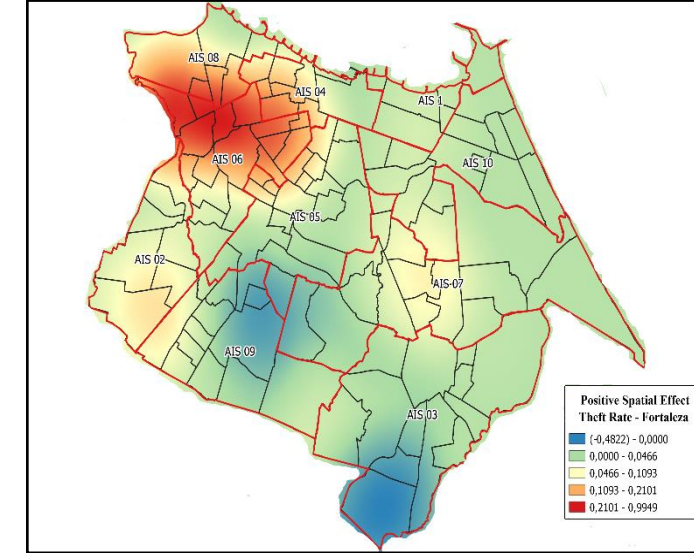 AIS 08
AIS 04
AIS 1
AIS 06
AIS 10
AIS 05
AIS 02
AIS 07
AIS 09
AIS 03
Positive Spatial Effect
Theft Rate - Fortaleza
(-0,4822) - 0,0000
0,0000 - 0,0466
0,0466 - 0,1093
0,1093 - 0,2101
0,2101 - 0,9949